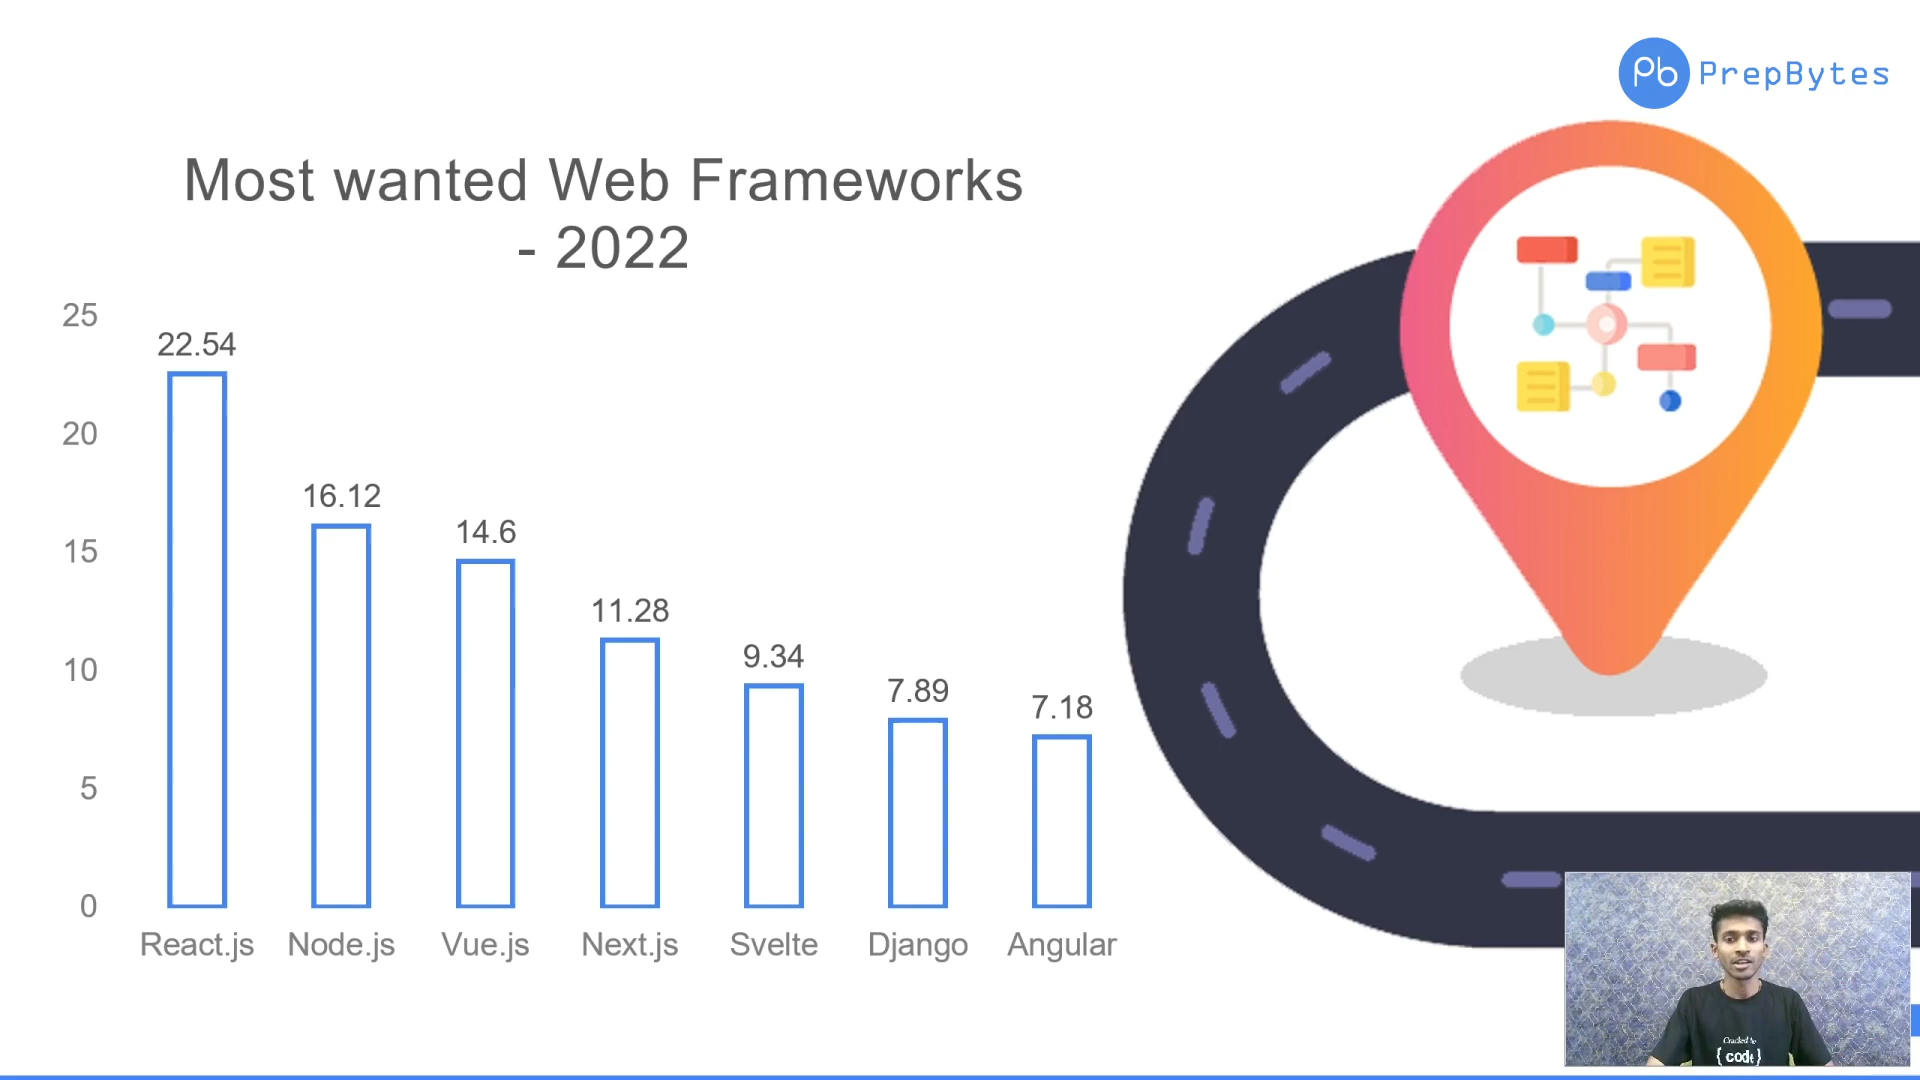 Pb PrepBytes
Most wanted Web Frameworks
- 2022
25
20
15
10
5
0
22.54
16.12
14.6
11.28
9.34
7.89
7.18
React.js Node.js Vue.js Next.js Svelte Django Angular
Cracked
{ code }